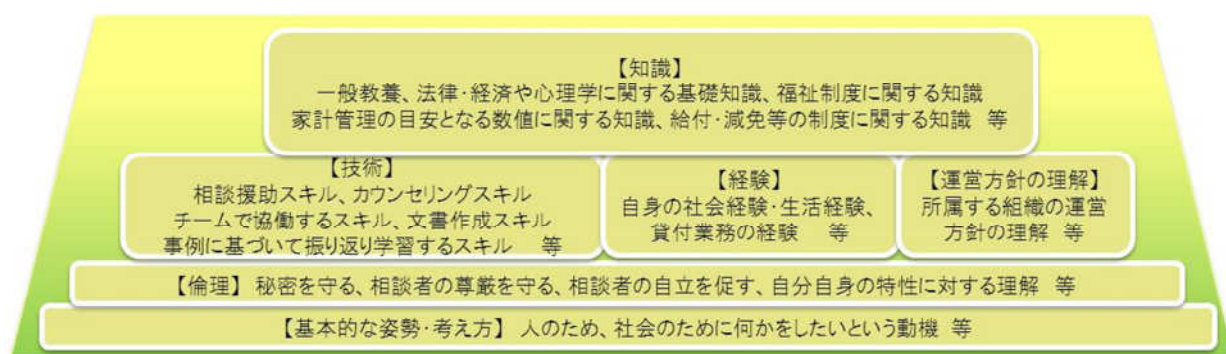 【知識】
一般教養、法律・経済や心理学に関する基礎知識、福祉制度に関する知識
家計管理の目安となる数値に関する知識、給付・減免等の制度に関する知識 等
【技術】
相談援助スキル、カウンセリングスキル
チームで協働するスキル、文書作成スキル
事例に基づいて振り返り学習するスキル 等
【経験】
自身の社会経験・生活経験、
貸付業務の経験 等
【運営方針の理解】
所属する組織の運営
方針の理解 等
【倫理】 秘密を守る、相談者の尊厳を守る、相談者の自立を促す、自分自身の特性に対する理解 等
【基本的な姿勢・考え方】 人のため、社会のために何かをしたいという動機 等